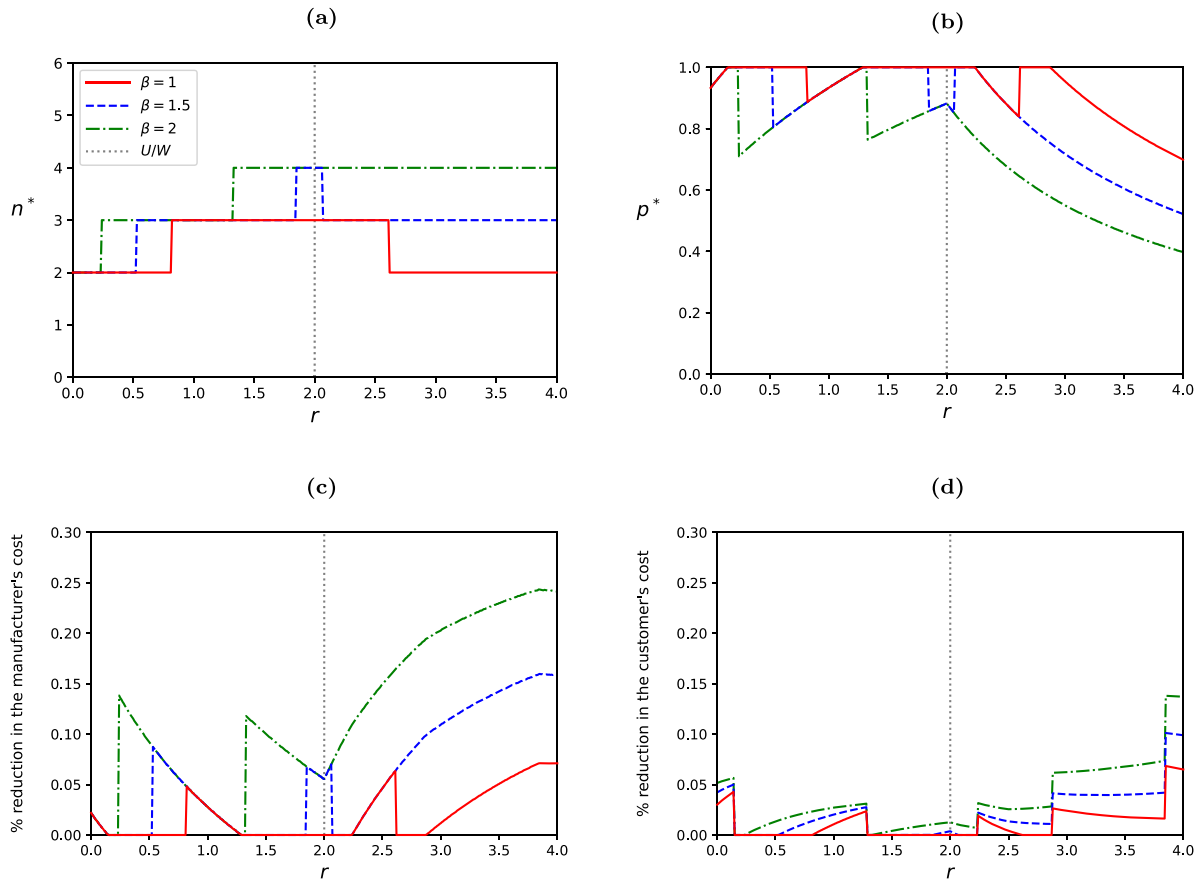 (a)
n*
6
5
4
3
2
1
0
β = 1
β = 1.5
β = 2
U/W
0.0 0.5 1.0 1.5 2.0 2.5 3.0 3.5 4.0
r
(b)
p*
1.0
0.8
0.6
0.4
0.2
0.0
0.0 0.5 1.0 1.5 2.0 2.5 3.0 3.5 4.0
r
(c)
% reduction in the manufacturer's cost
0.30
0.25
0.20
0.15
0.10
0.05
0.00
0.0 0.5 1.0 1.5 2.0 2.5 3.0 3.5 4.0
r
(d)
% reduction in the customer's cost
0.30
0.25
0.20
0.15
0.10
0.05
0.00
0.0 0.5 1.0 1.5 2.0 2.5 3.0 3.5 4.0
r